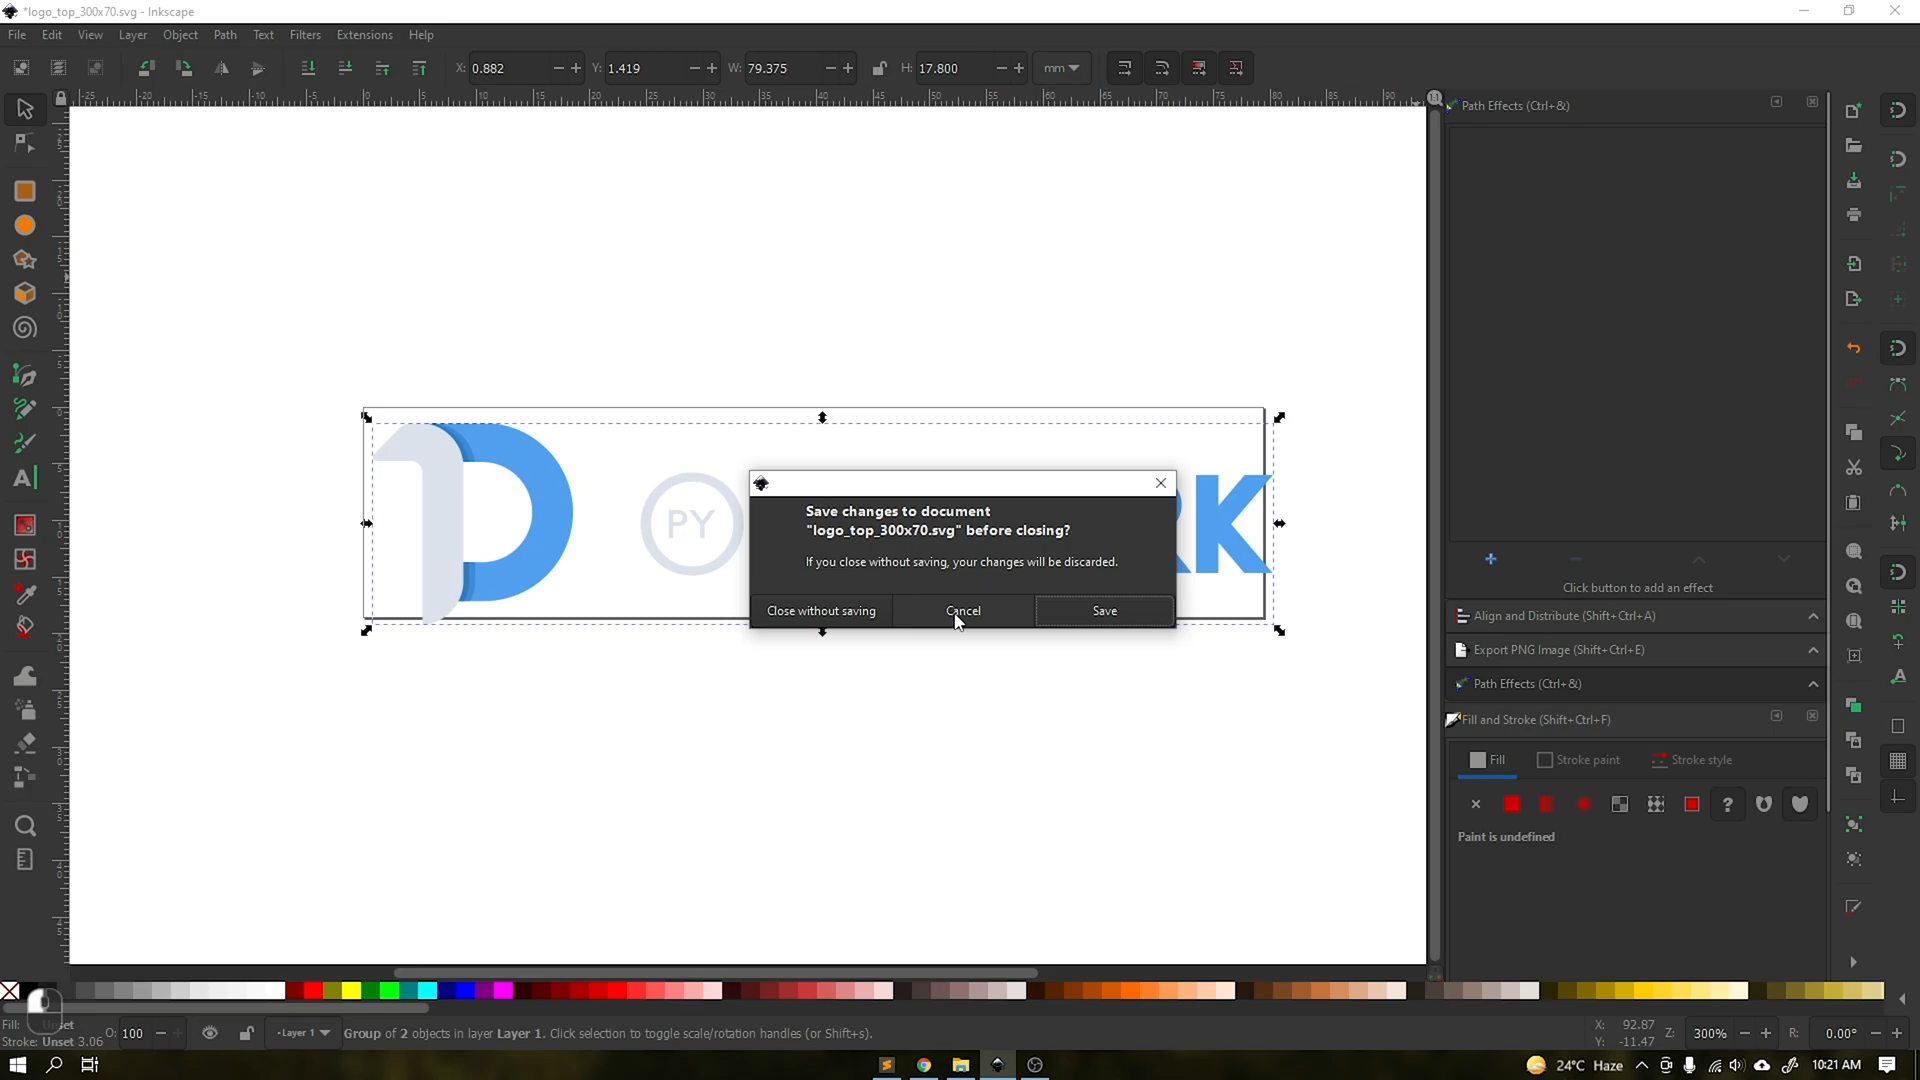 *logo_top_300x70.svg - Inkscape
File Edit View Layer Object Path Text Filters Extensions Help
X: 0.882 Y: 1.419 W: 79.375 H: 17.800 mm
Path Effects (Ctrl+&)
PY
RK
Save changes to document
"logo_top_300x70.svg" before closing?
If you close without saving, your changes will be discarded.
Close without saving Cancel Save
Click button to add an effect
Align and Distribute (Shift+Ctrl+A)
Export PNG Image (Shift+Ctrl+E)
Path Effects (Ctrl+&)
Fill and Stroke (Shift+Ctrl+F)
Fill Stroke paint Stroke style
Paint is undefined
Fill: Unset
Stroke: Unset 3.06
O: 100
-Layer 1
Group of 2 objects in layer Layer 1. Click selection to toggle scale/rotation handles (or Shift+s).
X: 92.87
Y: -11.47
Z: 300% R: 0.00°
24°C Haze 10:21 AM